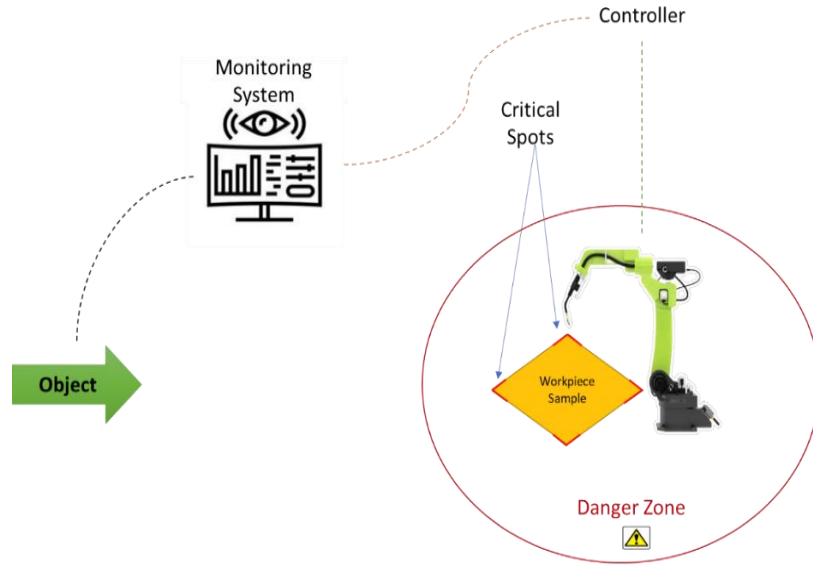 Controller
Monitoring
System
Critical
Spots
Object
Workpiece
Sample
Danger Zone